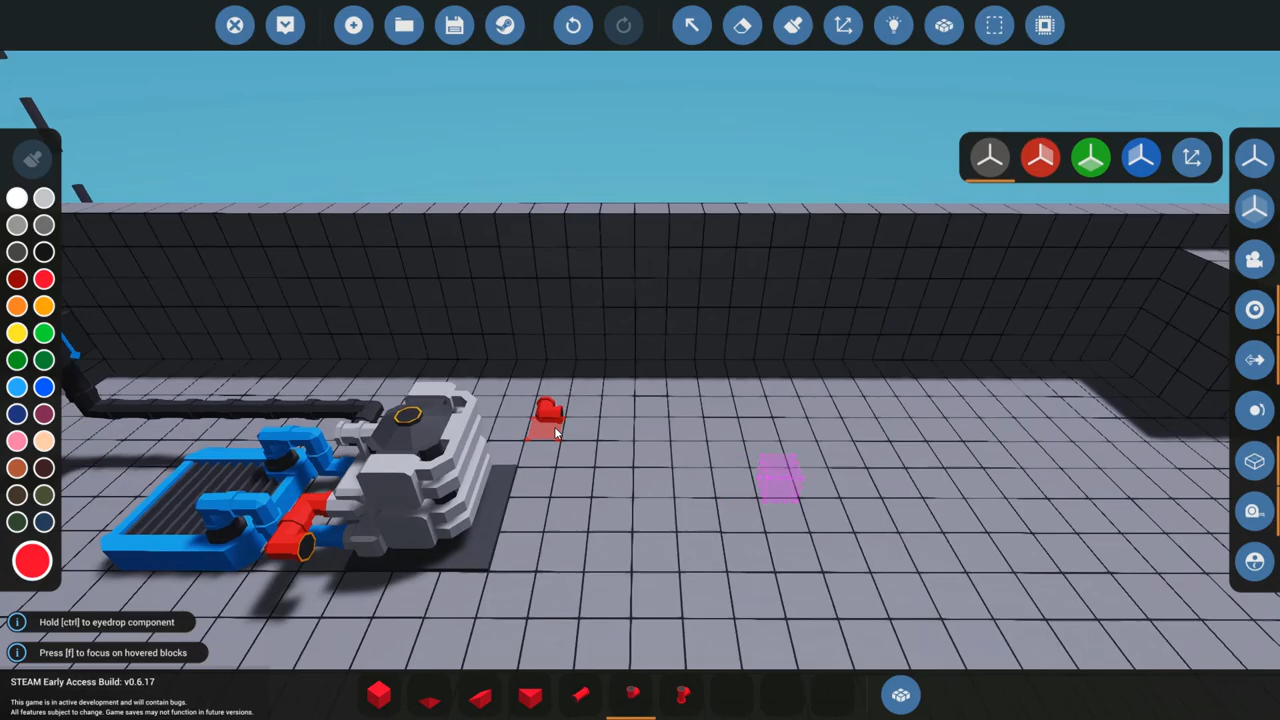 Hold [ctrl] to eyedrop component
Press [f] to focus on hovered blocks
STEAM Early Access Build: v0.6.17
This game is in active development and will contain bugs.
All features subject to change. Game saves may not function in future versions.